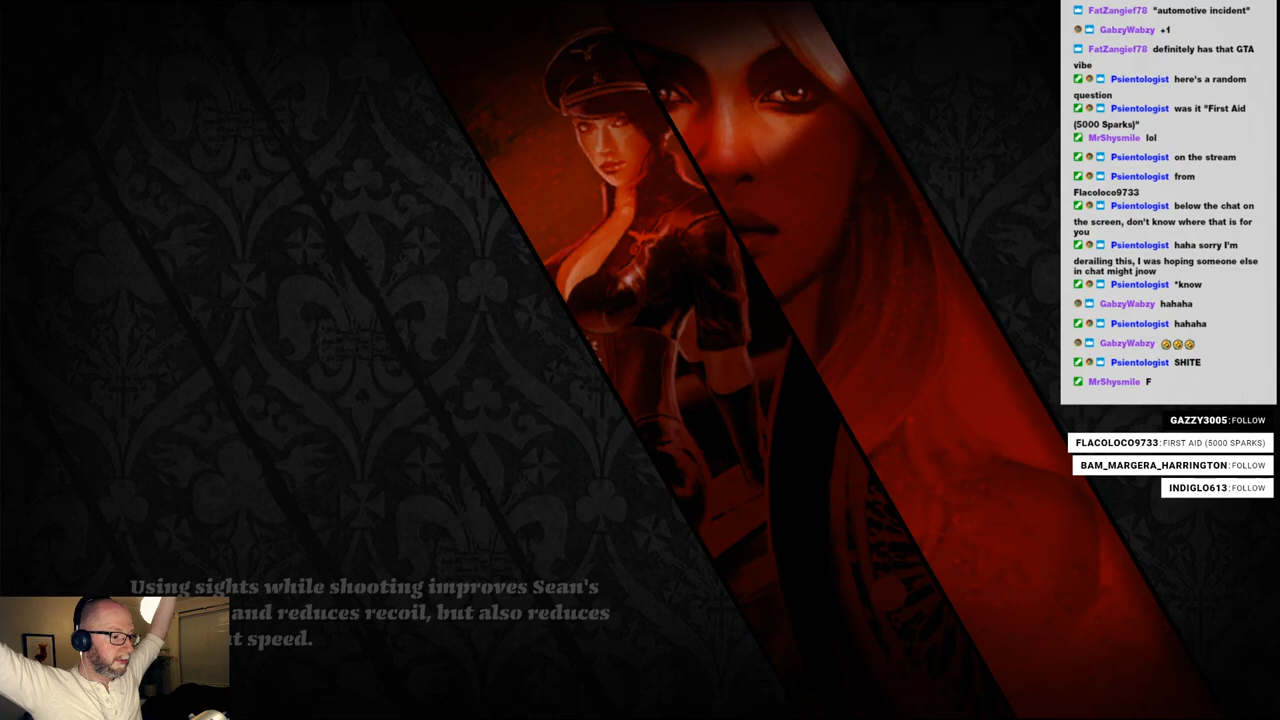 FatZangief78 "automotive incident"
GabzyWabzy +1
FatZangief78 definitely has that GTA
vibe
Psientologist here's a random
question
Psientologist was it "First Aid
(5000 Sparks)"
MrShysmile lol
Psientologist on the stream
Psientologist from
Flacoloco9733
Psientologist below the chat on
the screen, don't know where that is for
you
Psientologist haha sorry I'm
derailing this, I was hoping someone else
in chat might jnow
Psientologist *know
GabzyWabzy hahaha
Psientologist hahaha
GabzyWabzy
Psientologist SHITE
MrShysmile F
GAZZY3005:FOLLOW
FLACOLOCO9733:FIRST AID (5000 SPARKS)
BAM_MARGERA_HARRINGTON:FOLLOW
INDIGLO613:FOLLOW
Using sights while shooting improves Sean's
and reduces recoil, but also reduces
speed.